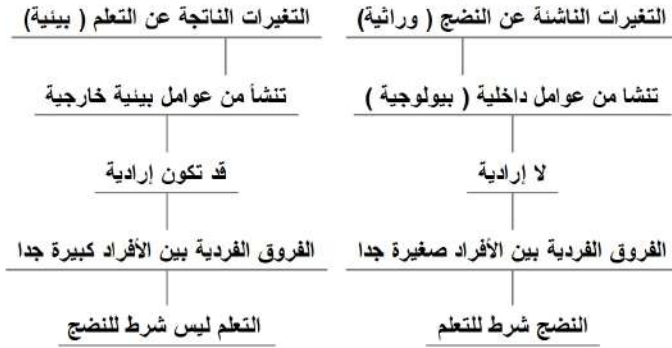 التغيرات الناشئة عن النضج ( وراثية)
تنشا من عوامل داخلية ( بيولوجية )
لا إرادية
الفروق الفردية بين الأفراد صغيرة جدا
النضج شرط للتعلم
التغيرات الناتجة عن التعلم ( بيئية)
تنشأ من عوامل بيئية خارجية
قد تكون إرادية
الفروق الفردية بين الأفراد كبيرة جدا
التعلم ليس شرط للنضج